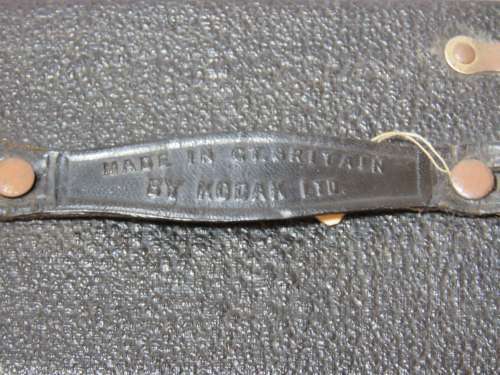 MADE IN GT.BRITAIN
BY KODAK LTD.